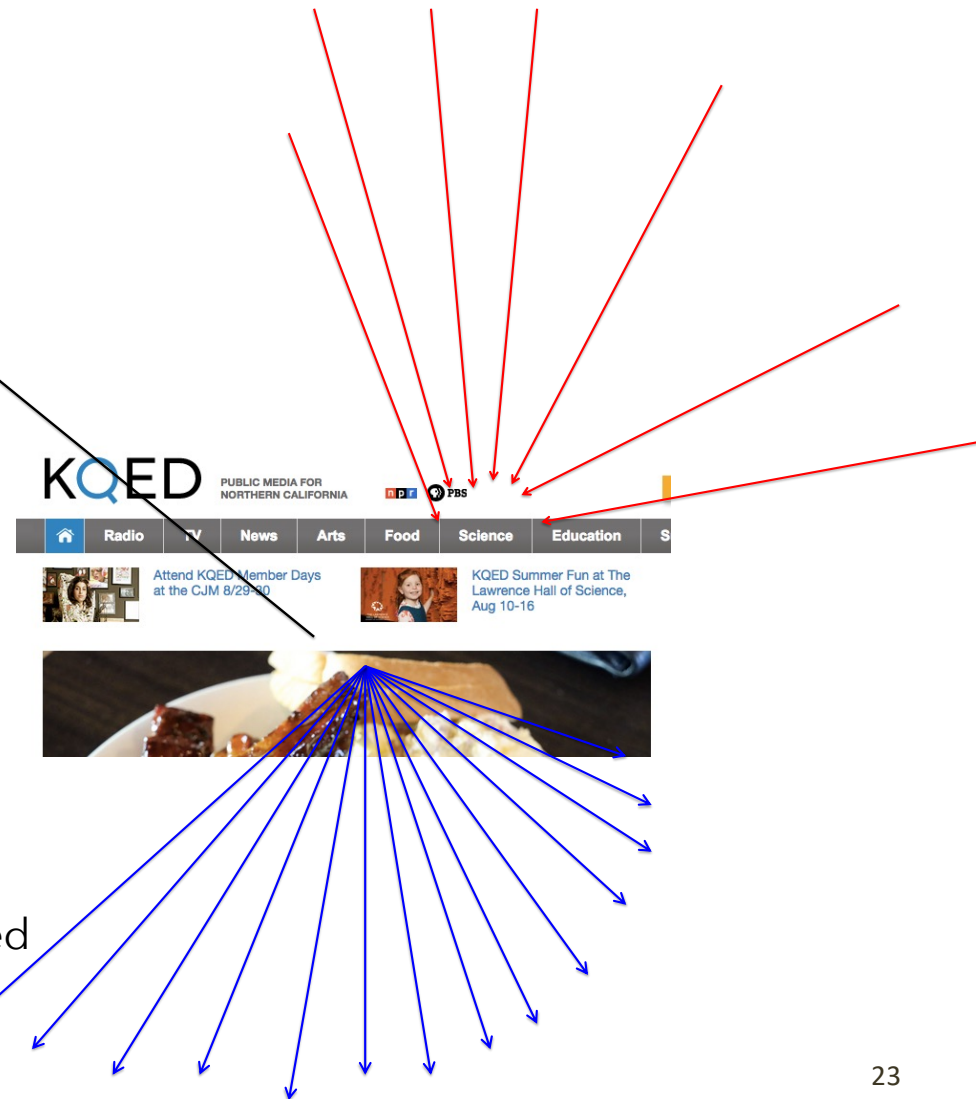 KQED
PUBLIC MEDIA FOR
NORTHERN CALIFORNIA
npr PBS
Radio TV News Arts Food Science Education S
Attend KQED Member Days
at the CJM 8/29-30
KQED Summer Fun at The
Lawrence Hall of Science,
Aug 10-16
ed
23